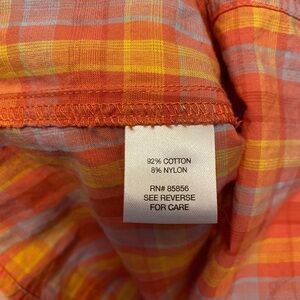 92% COTTON
8% NYLON
RN# 85856
SEE REVERSE
FOR CARE